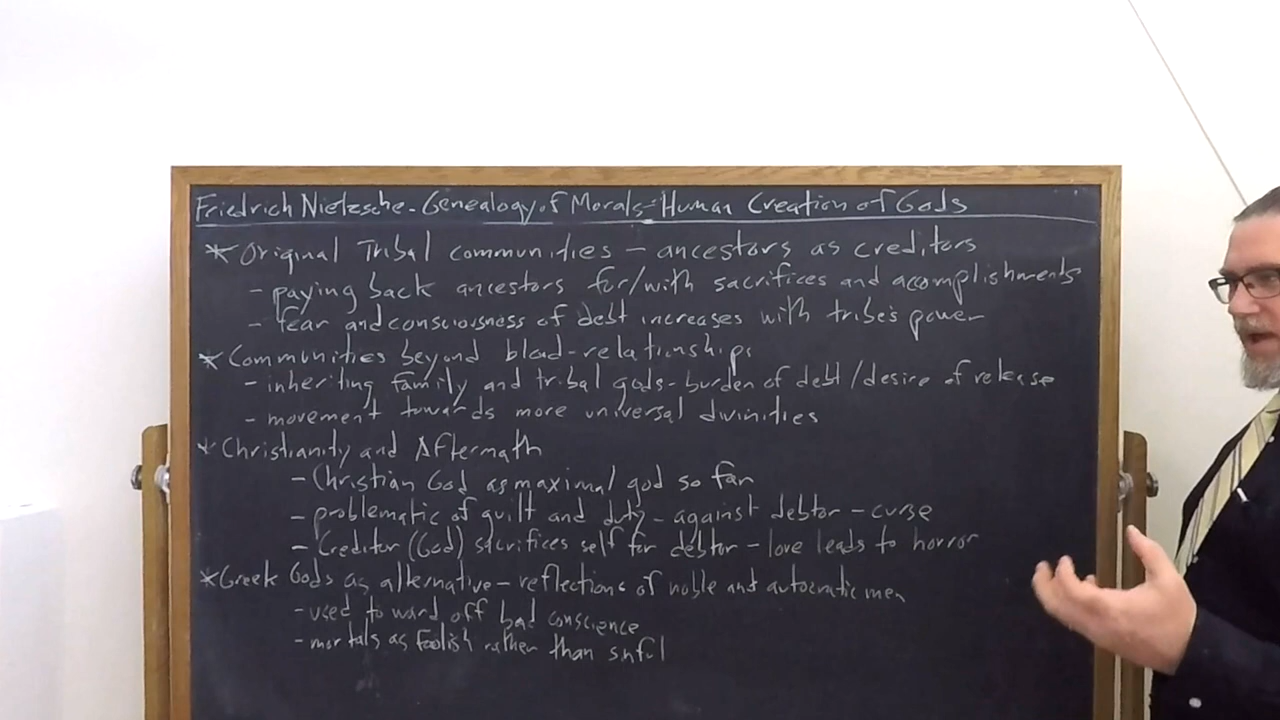 Friedrich Nietzsche - Genealogy of Morals - Human Creation of Gods
* Original Tribal communities - ancestors as creditors
- paying back ancestors for/with sacrifices and accomplishments
- fear and consciousness of debt increases with tribe's power
* Communities beyond blood-relationships
- inheriting family and tribal gods - burden of debt/desire of release
- movement towards more universal divinities
* Christianity and Aftermath
- Christian God as maximal god so far
- problematic of guilt and duty - against debtor - curse
- Creditor (God) sacrifices self for debtor - love leads to horror
* Greek Gods as alternative - reflections of noble and autocratic men
- used to ward off bad conscience
- mortals as foolish rather than sinful